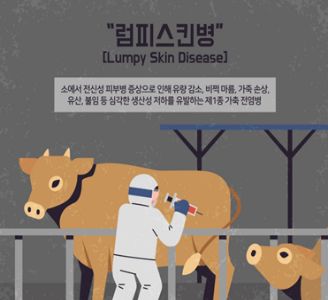 "럼피스킨병"
[Lumpy Skin Disease]
소에서 전신성 피부병 증상으로 인해 유량 감소, 비쩍 마름, 가죽 손상,
유산, 불임 등 심각한 생산성 저하를 유발하는 제1종 가축 전염병